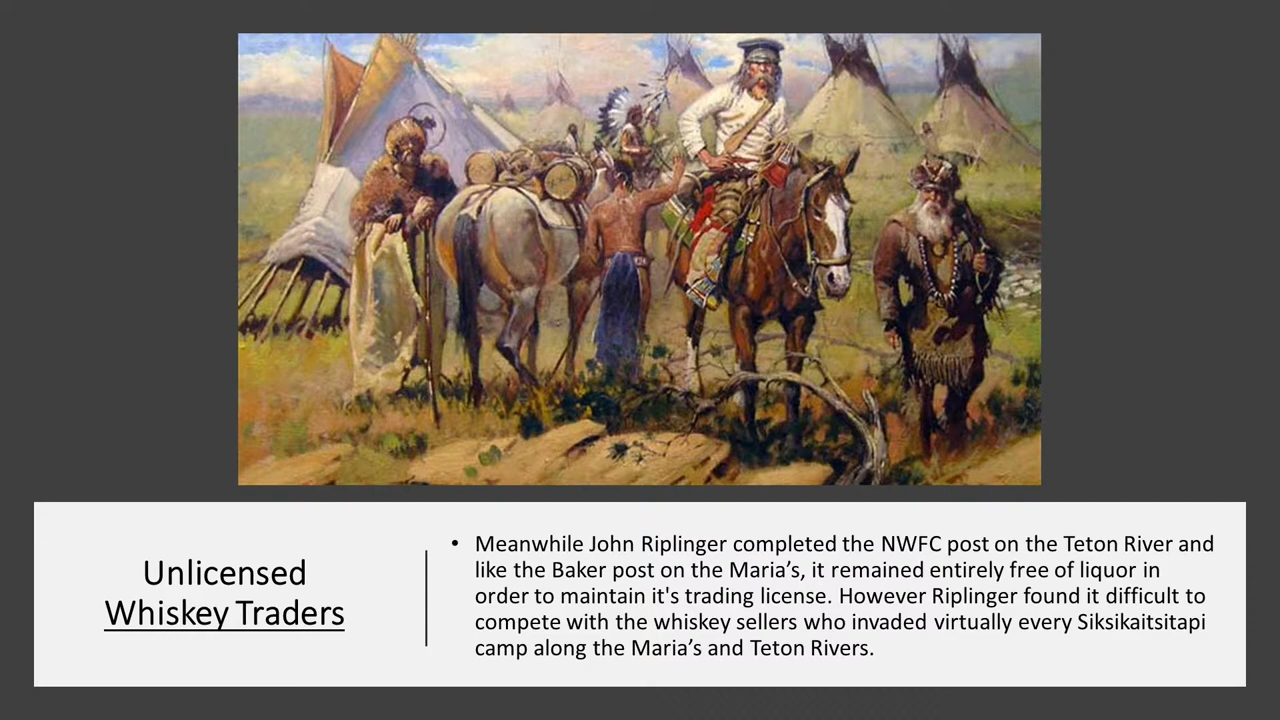 Unlicensed
Whiskey Traders
• Meanwhile John Riplinger completed the NWFC post on the Teton River and
like the Baker post on the Maria’s, it remained entirely free of liquor in
order to maintain it's trading license. However Riplinger found it difficult to
compete with the whiskey sellers who invaded virtually every Siksikaitsitapi
camp along the Maria’s and Teton Rivers.